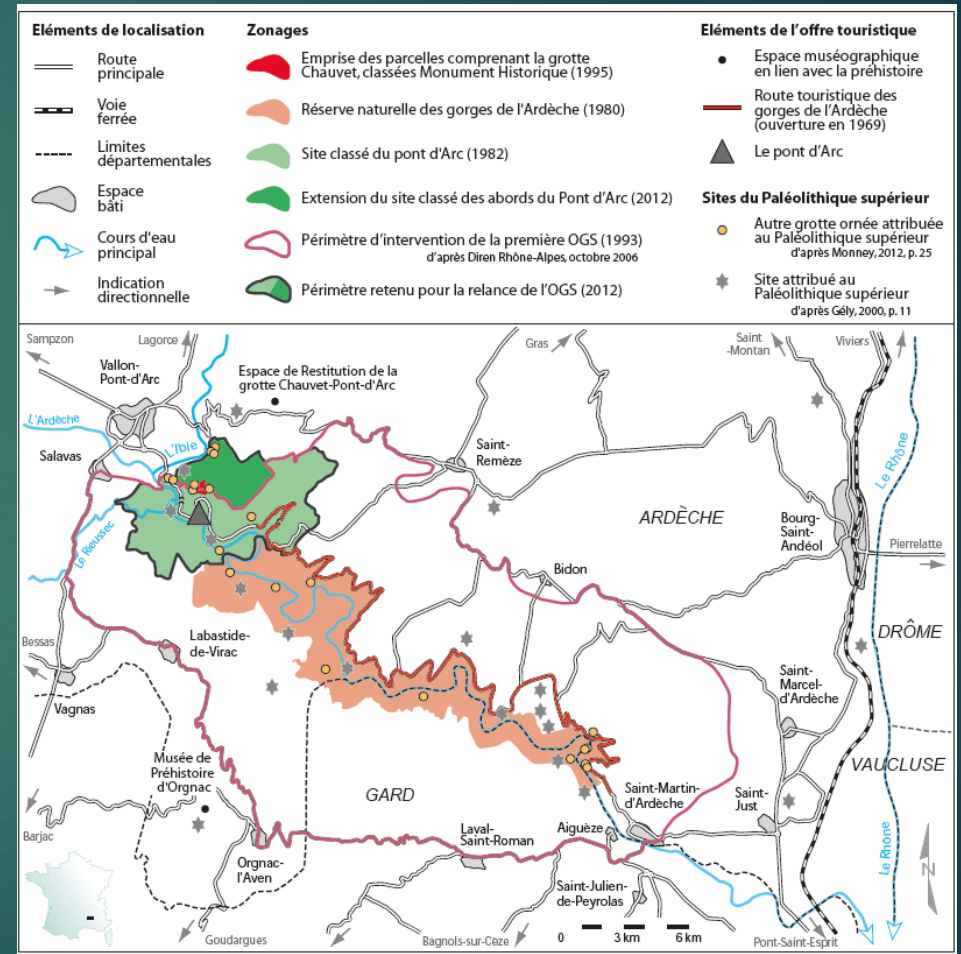 Eléments de localisation
Route
principale
Voie
ferrée
Limites
départementales
Espace
bâti
Cours d'eau
principal
Indication
directionnelle
Zonages
Emprise des parcelles comprenant la grotte
Chauvet, classées Monument Historique (1995)
Réserve naturelle des gorges de l'Ardèche (1980)
Site classé du pont d'Arc (1982)
Extension du site classé des abords du Pont d'Arc (2012)
Périmètre d'intervention de la première OGS (1993)
d'après Diren Rhône-Alpes, octobre 2006
Périmètre retenu pour la relance de l'OGS (2012)
Eléments de l'offre touristique
Espace muséographique
en lien avec la préhistoire
Route touristique des
gorges de l'Ardèche
(ouverture en 1969)
Le pont d'Arc
Sites du Paléolithique supérieur
Autre grotte ornée attribuée
au Paléolithique supérieur
d'après Monney, 2012, p. 25
Site attribué au
Paléolithique supérieur
d'après Gély, 2000, p. 11
Sampzon
Lagorce
Gras
Saint
-Montan
Viviers
Vallon-
Pont-d'Arc
Espace de Restitution de la
grotte Chauvet-Pont-d'Arc
L'Ardèche
L'Ibie
Salavas
Saint-
Remèze
Le Rhône
ARDÈCHE
Bourg-
Saint-
Andéol
Pierrelatte
Le Rieussec
Bidon
DRÔME
Bessas
Labastide-
de-Virac
Vagnas
Saint-
Marcel-
d'Ardèche
Musée de
Préhistoire
d'Orgnac
VAUCLUSE
GARD
Saint-Martin-
d'Ardèche
Saint-
Just
Barjac
Laval-
Saint-Roman
Aiguèze
Le Rhône
Orgnac-
l'Aven
Saint-Julien-
de-Peyrolas
N
Goudargues
Bagnols-sur-Cèze
0 3 km 6 km
Pont-Saint-Esprit